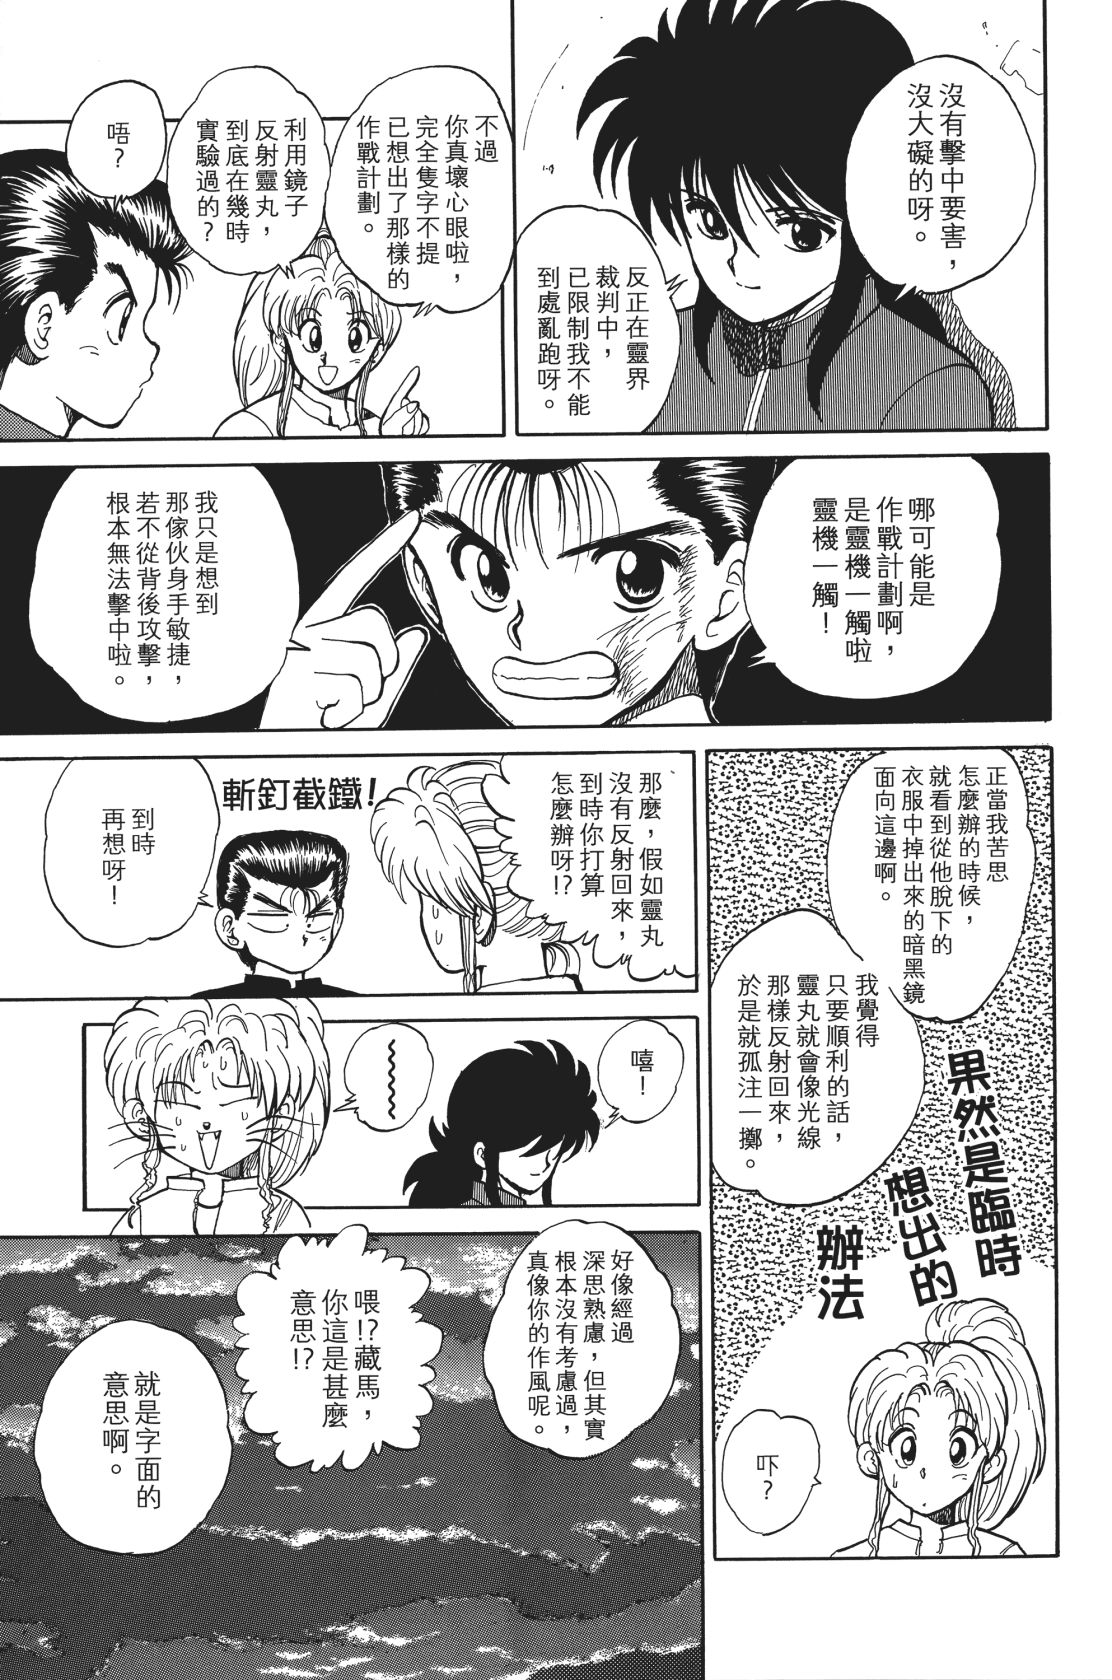 沒有擊中要害，
沒大礙的呀。
反正在靈界
裁判中，
已限制我不能
到處亂跑呀。
不過
你真壞心眼啦，
完全隻字不提
已想出了那樣的
作戰計劃。
利用鏡子
反射靈丸，
到底在幾時
實驗過的？
唔？
哪可能是
作戰計劃啊，
是靈機一觸啦
靈機一觸！
我只是想到
那傢伙身手敏捷，
若不從背後攻擊，
根本無法擊中啦。
正當我苦思
怎麼辦的時候，
就看到從他脫下的
衣服中掉出來的暗黑鏡
面向這邊啊。
我覺得
只要順利的話，
靈丸就會像光線
那樣反射回來，
於是就孤注一擲。
果然是臨時
想出的
辦法
吓？
那麼，假如靈丸
沒有反射回來，
到時你打算
怎麼辦呀!?
斬釘截鐵！
到時
再想呀！
嘻！
好像經過
深思熟慮，但其實
根本沒有考慮過，
真像你的作風呢。
喂!?藏馬，
你這是甚麼
意思!?
就是字面的
意思啊。